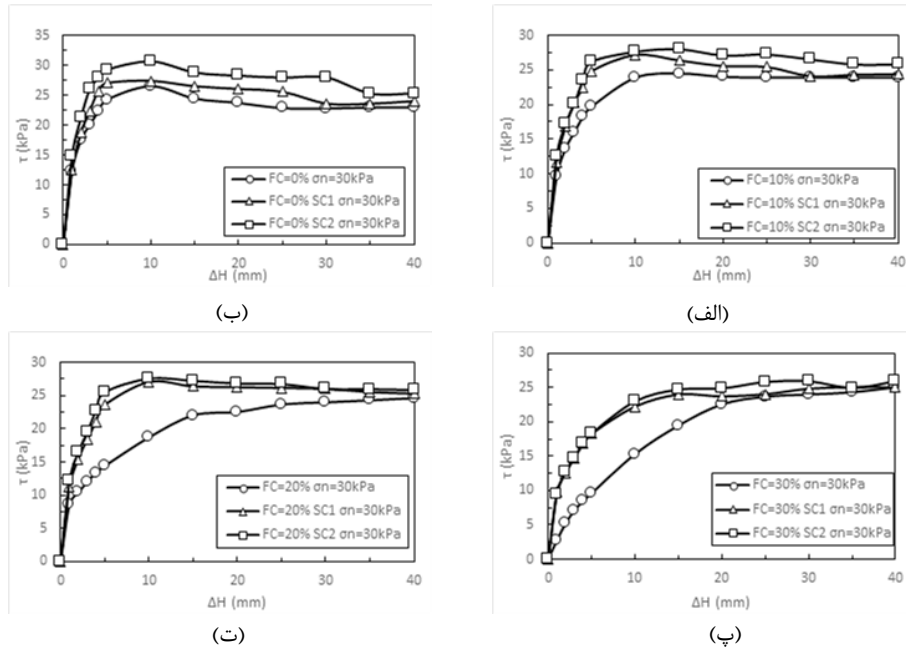 35
30
25
20
15
10
5
0
τ (kPa)
FC=0% σn=30kPa
FC=0% SC1 σn=30kPa
FC=0% SC2 σn=30kPa
0 10 20 30 40
ΔH (mm)
(ب)
30
25
20
15
10
5
0
τ (kPa)
FC=10% σn=30kPa
FC=10% SC1 σn=30kPa
FC=10% SC2 σn=30kPa
0 10 20 30 40
ΔH (mm)
(الف)
30
25
20
15
10
5
0
τ (kPa)
FC=20% σn=30kPa
FC=20% SC1 σn=30kPa
FC=20% SC2 σn=30kPa
0 10 20 30 40
ΔH (mm)
(ت)
30
25
20
15
10
5
0
τ (kPa)
FC=30% σn=30kPa
FC=30% SC1 σn=30kPa
FC=30% SC2 σn=30kPa
0 10 20 30 40
ΔH (mm)
(پ)